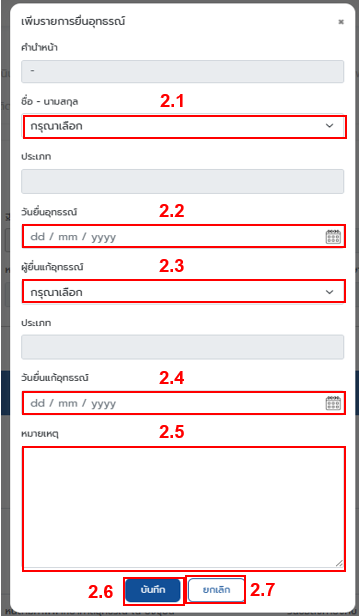 เพิ่มรายการยื่นอุทธรณ์ ×
คำนำหน้า
-
ชื่อ - นามสกุล 2.1
กรุณาเลือก
ประเภท
วันยื่นอุทธรณ์ 2.2
dd / mm / yyyy
ผู้ยื่นแก้อุทธรณ์ 2.3
กรุณาเลือก
ประเภท
วันยื่นแก้อุทธรณ์ 2.4
dd / mm / yyyy
หมายเหตุ 2.5
2.6 บันทึก ยกเลิก 2.7